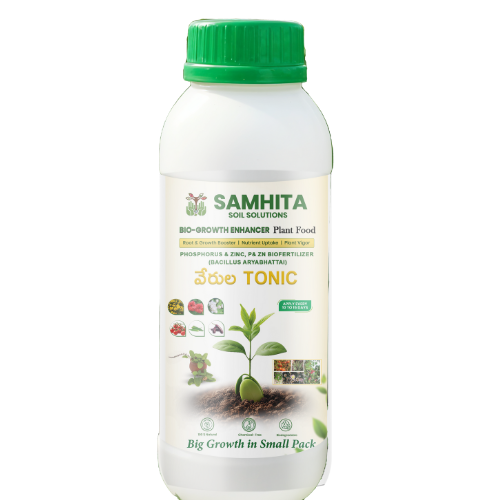 SAMHITA
SOIL SOLUTIONS
BIO-GROWTH ENHANCER Plant Food
Root & Growth Booster | Nutrient Uptake | Plant Vigor
PHOSPHORUS & ZINC, P& ZN BIOFERTILIZER
(BACILLUS ARYABHATTAI)
వేరుల TONIC
Big Growth in Small Pack